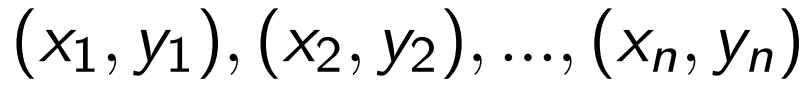 (x₁, y₁), (x₂, y₂), ..., (xₙ, yₙ)